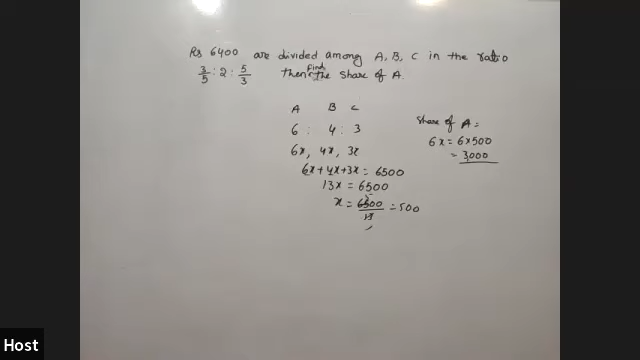 Rs 6400 are divided among A, B, C in the ratio
3/5 : 2 : 5/3 then find the share of A.
A B C
6 : 4 : 3
6x, 4x, 3x
6x + 4x + 3x = 6500
13x = 6500
x = 6500/13 = 500
Share of A =
6x = 6 x 500
= 3,000
Host